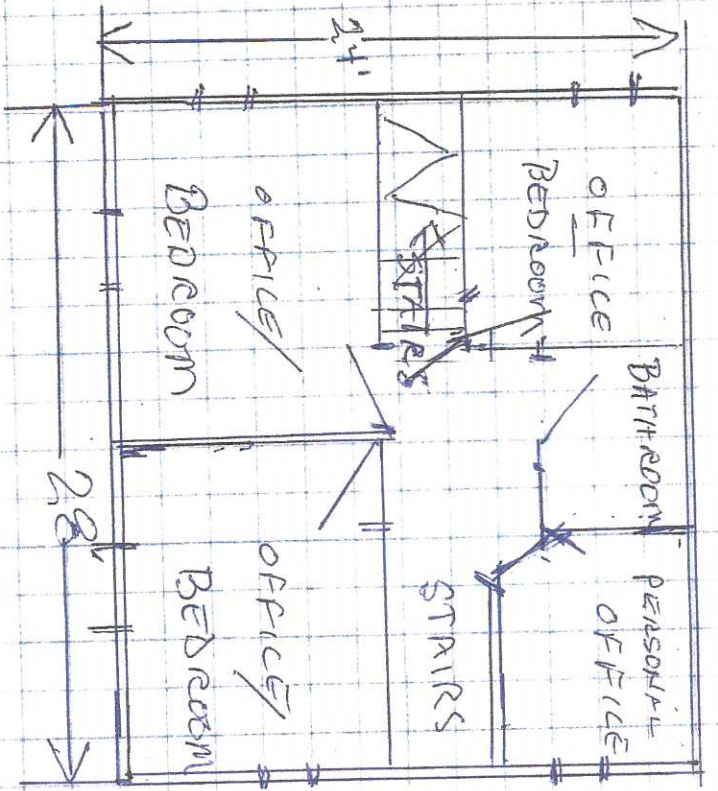 OFFICE
BEDROOM
BATHROOM
PERSONAL
OFFICE
24'
STAIRS
STAIRS
OFFICE/
BEDROOM
OFFICE/
BEDROOM
28'